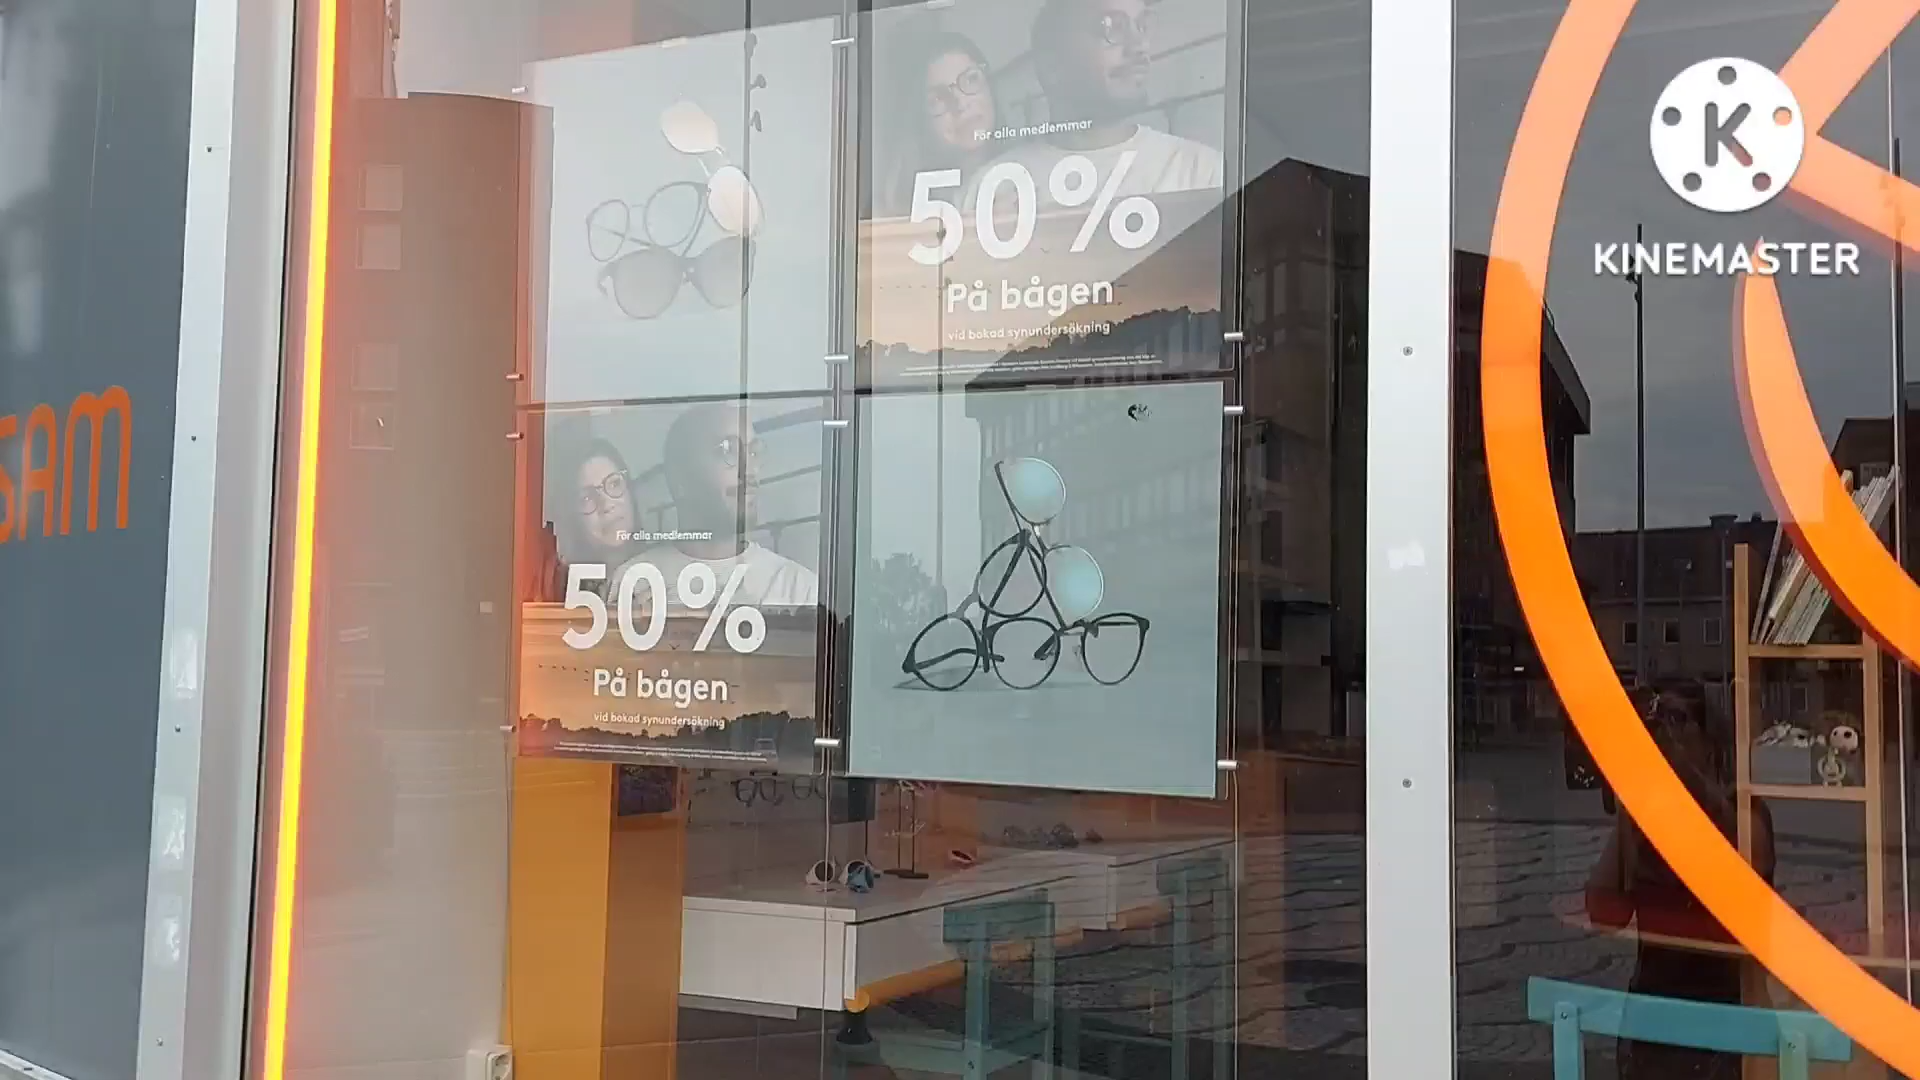 För alla medlemmar
50%
På bågen
vid bokad synundersökning
K
KINEMASTER
SAM
För alla medlemmar
50%
På bågen
vid bokad synundersökning